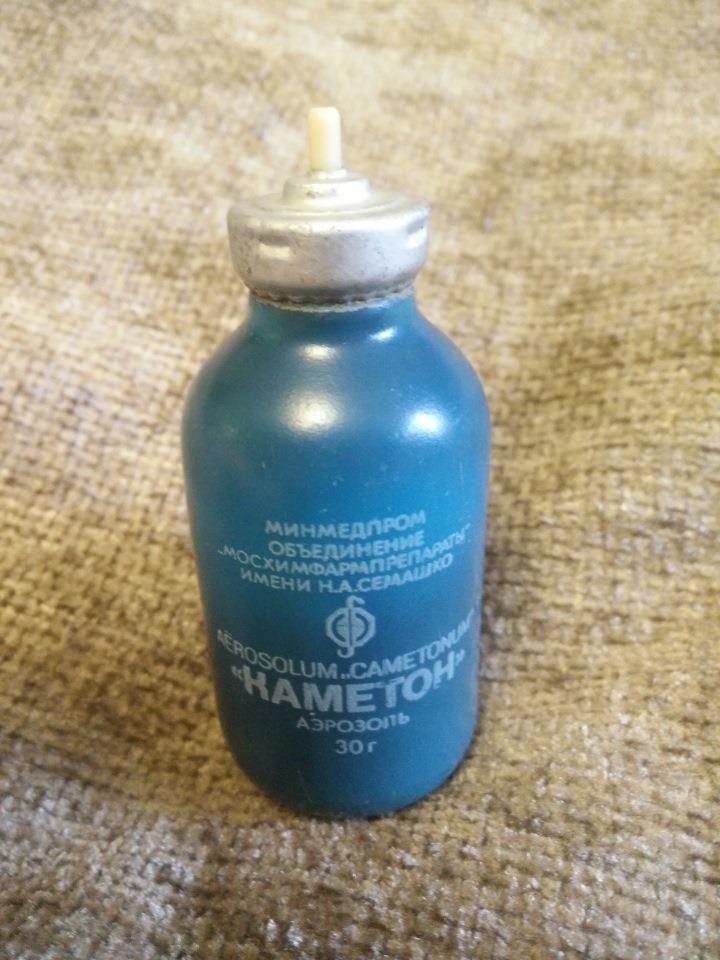 МИНМЕДПРОМ
ОБЪЕДИНЕНИЕ
„МОСХИМФАРМПРЕПАРАТЫ"
ИМЕНИ Н.А.СЕМАШКО
AEROSOLUM „CAMETONUM"
«КАМЕТОН»
АЭРОЗОЛЬ
30 г